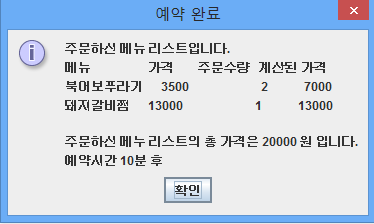 예약 완료
주문하신 메뉴 리스트입니다.
메뉴 가격 주문수량 계산된 가격
북어보푸라기 3500 2 7000
돼지갈비찜 13000 1 13000
주문하신 메뉴 리스트의 총 가격은 20000 원 입니다.
예약시간 10분 후
확인